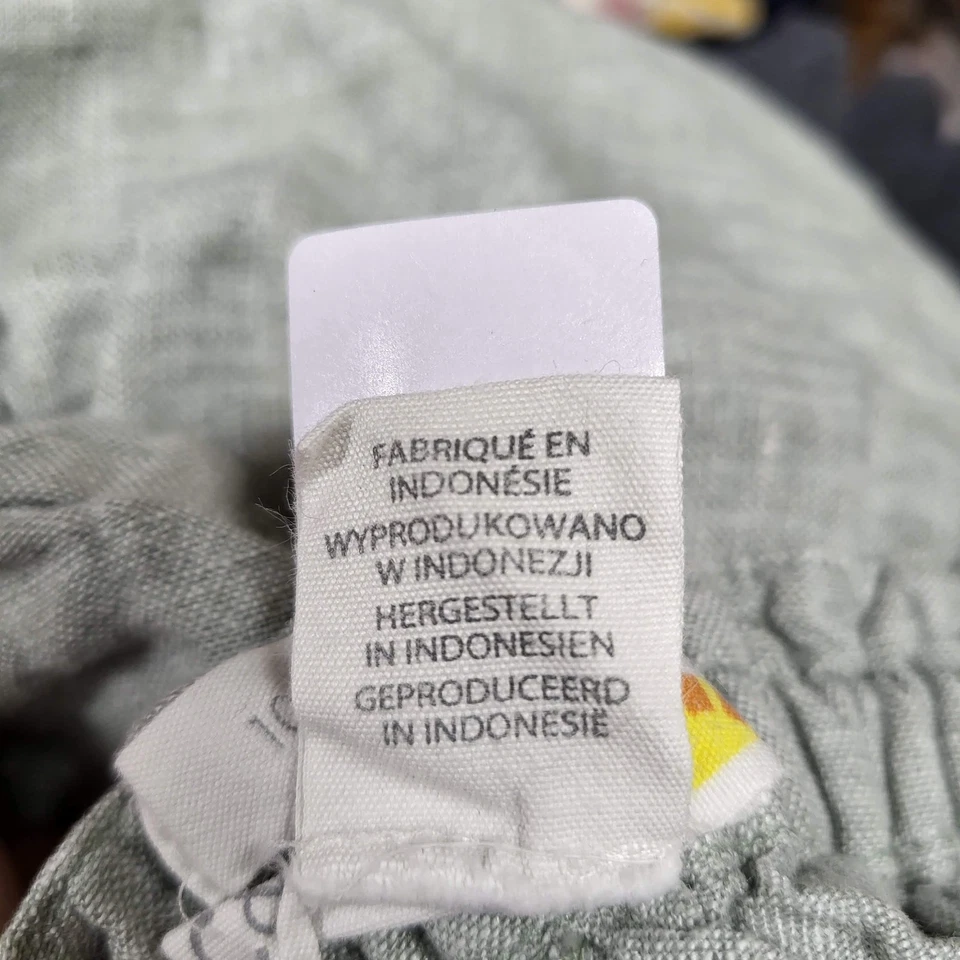 FABRIQUÉ EN
INDONÉSIE
WYPRODUKOWANO
W INDONEZJI
HERGESTELLT
IN INDONESIEN
GEPRODUCEERD
IN INDONESIË